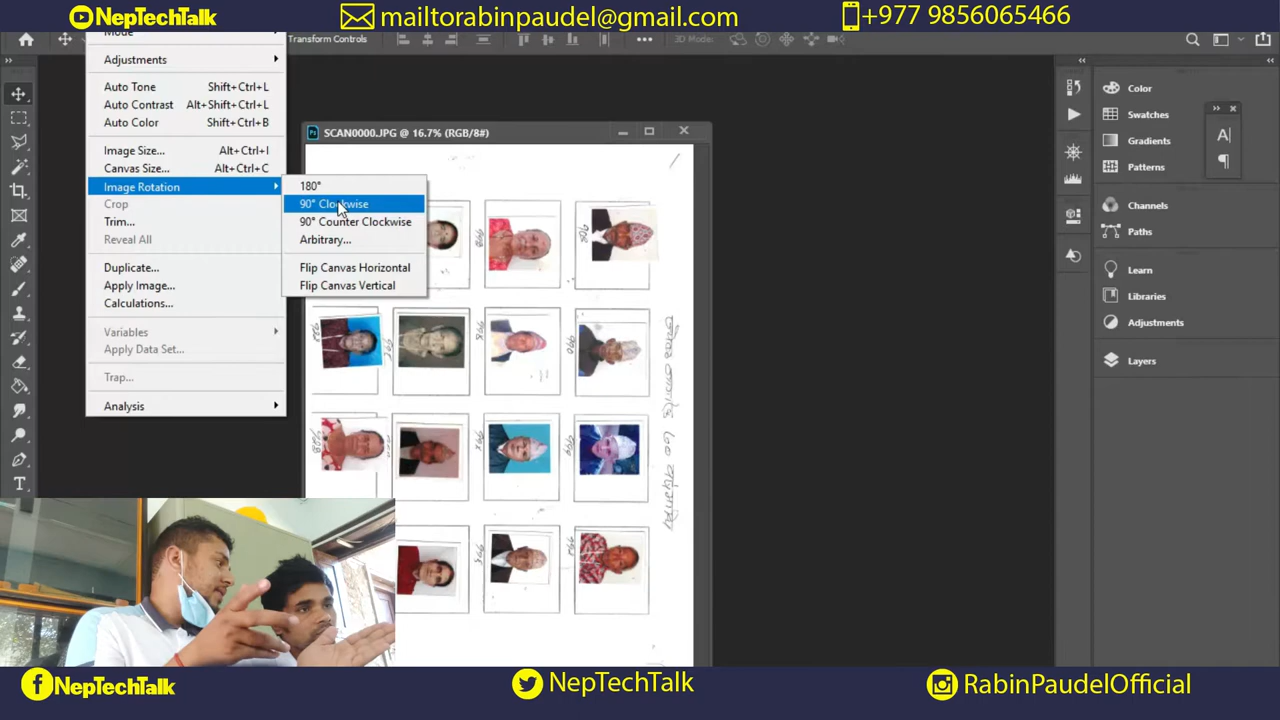 NepTechTalk
mailtorabinpaudel@gmail.com
+977 9856065466
Mode
Transform Controls
3D Mode:
Adjustments
Auto Tone Shift+Ctrl+L
Auto Contrast Alt+Shift+Ctrl+L
Auto Color Shift+Ctrl+B
Image Size... Alt+Ctrl+I
Canvas Size... Alt+Ctrl+C
Image Rotation
Crop
Trim...
Reveal All
Duplicate...
Apply Image...
Calculations...
Variables
Apply Data Set...
Trap...
Analysis
180°
90° Clockwise
90° Counter Clockwise
Arbitrary...
Flip Canvas Horizontal
Flip Canvas Vertical
SCAN0000.JPG @ 16.7% (RGB/8#)
Color
Swatches
Gradients
Patterns
Channels
Paths
Learn
Libraries
Adjustments
Layers
NepTechTalk
NepTechTalk
RabinPaudelOfficial